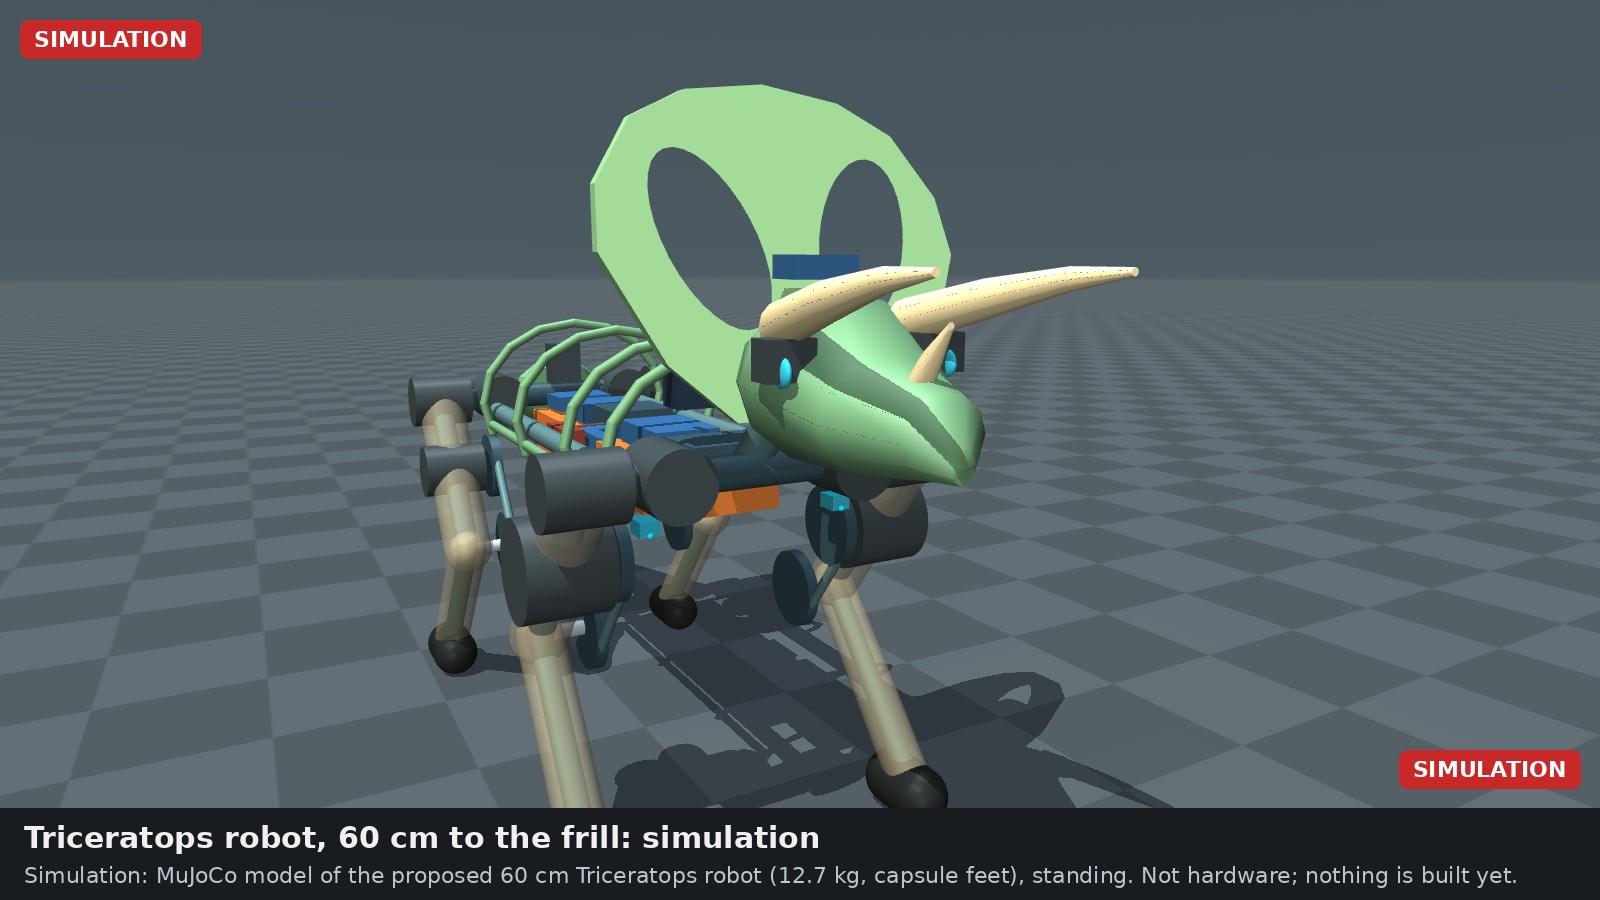 SIMULATION
SIMULATION
Triceratops robot, 60 cm to the frill: simulation
Simulation: MuJoCo model of the proposed 60 cm Triceratops robot (12.7 kg, capsule feet), standing. Not hardware; nothing is built yet.